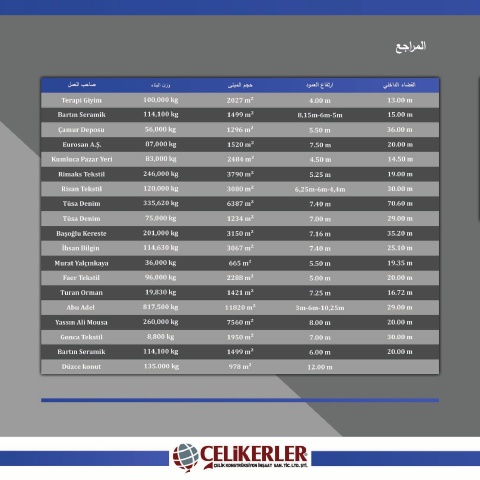 المراجع
صاحب العمل وزن البناء حجم المبنى ارتفاع العمود الفضاء الداخلي
Terapi Giyim 100,000 kg 2027 m² 4.00 m 13.00 m
Bartın Seramik 114,100 kg 1499 m² 8,15m-6m-5m 15.00 m
Çamur Deposu 56,000 kg 1296 m² 5.50 m 36.00 m
Eurosan A.Ş. 87,000 kg 1520 m² 7.50 m 20.00 m
Kumluca Pazar Yeri 83,000 kg 2484 m² 4.50 m 14.50 m
Rimaks Tekstil 246,000 kg 3790 m² 5.25 m 19.00 m
Risan Tekstil 120,000 kg 3080 m² 6,25m-6m-4,4m 30.00 m
Tüsa Denim 335,620 kg 6387 m² 7.40 m 70.60 m
Tüsa Denim 75,000 kg 1234 m² 7.00 m 29.00 m
Başoğlu Kereste 201,000 kg 3150 m² 7.16 m 35.20 m
İhsan Bilgin 114,630 kg 3067 m² 7.40 m 25.10 m
Murat Yalçınkaya 36,000 kg 665 m² 5.50 m 19.35 m
Faer Tekstil 96,000 kg 2288 m² 5.00 m 20.00 m
Turan Orman 19,830 kg 1421 m² 7.25 m 16.72 m
Abu Adel 817,500 kg 11820 m² 3m-6m-10,25m 29.00 m
Yassın Ali Mousa 260,000 kg 7560 m² 8.00 m 20.00 m
Gonca Tekstil 8,800 kg 1950 m² 7.00 m 30.00 m
Bartın Seramik 114,100 kg 1499 m² 6.00 m 20.00 m
Düzce konut 135.000 kg 978 m² 12.00 m
ÇELİKERLER
ÇELİK KONSTRÜKSİYON İNŞAAT SAN. TİC. LTD. ŞTİ.